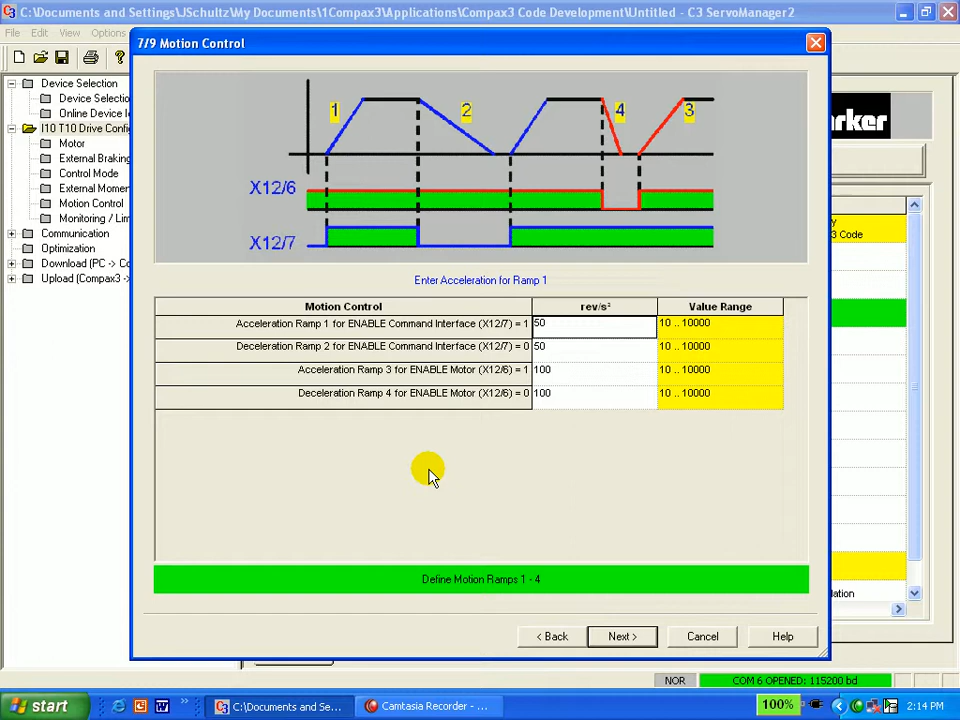 C:\Documents and Settings\JSchultz\My Documents\1Compax3\Applications\Compax3 Code Development\Untitled - C3 ServoManager2
File Edit View Options
7/9 Motion Control
Device Selection
Device Selectio
Online Device I
I10 T10 Drive Config
Motor
External Braking
Control Mode
External Momen
Motion Control
Monitoring / Lim
Communication
Optimization
Download (PC -> Co
Upload (Compax3 ->
1
2
4
3
X12/6
X12/7
arker
y
3 Code
lation
Enter Acceleration for Ramp 1
Motion Control rev/s² Value Range
Acceleration Ramp 1 for ENABLE Command Interface (X12/7) = 1 50 10 .. 10000
Deceleration Ramp 2 for ENABLE Command Interface (X12/7) = 0 50 10 .. 10000
Acceleration Ramp 3 for ENABLE Motor (X12/6) = 1 100 10 .. 10000
Deceleration Ramp 4 for ENABLE Motor (X12/6) = 0 100 10 .. 10000
Define Motion Ramps 1 - 4
< Back Next > Cancel Help
NOR COM 6 OPENED: 115200 bd
start C:\Documents and Se... Camtasia Recorder - ... 100% 2:14 PM